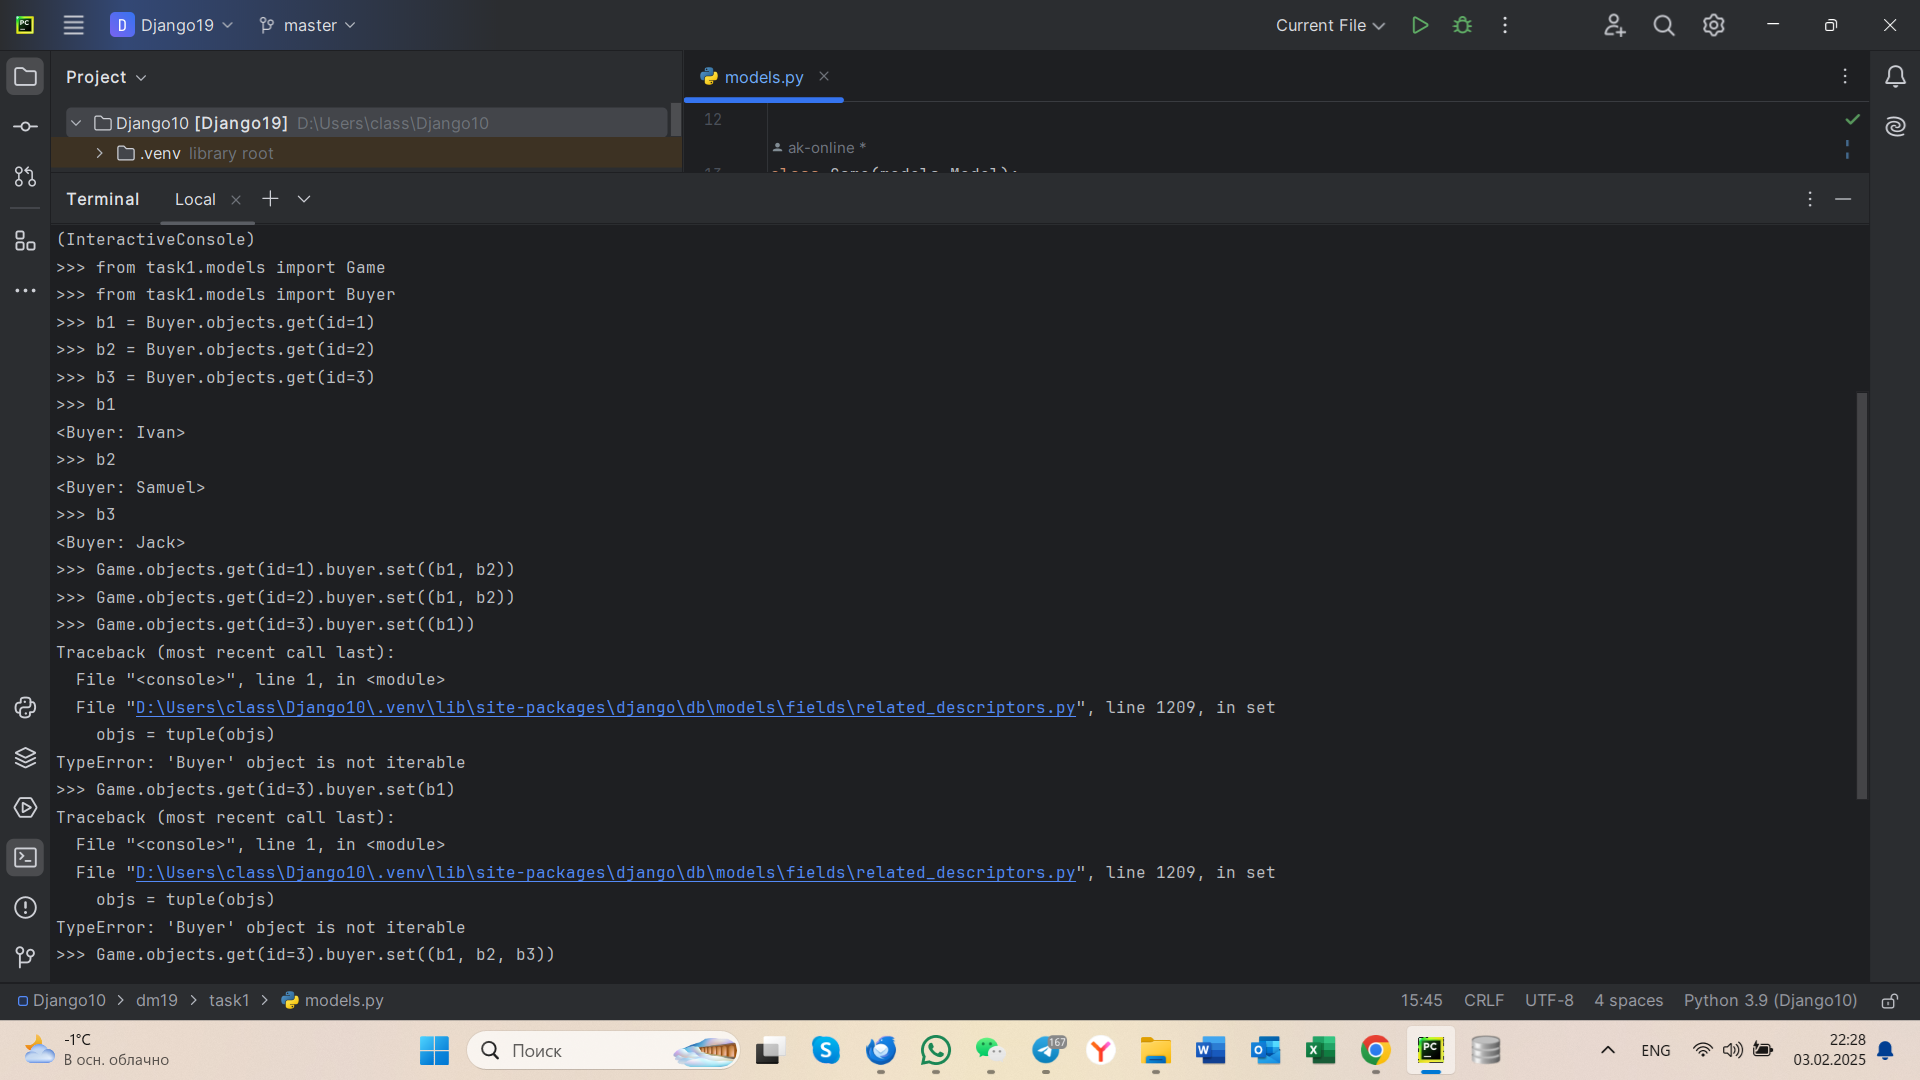 D Django19 master Current File
Project models.py
Django10 [Django19] D:\Users\class\Django10
12
ak-online *
.venv library root
Terminal Local
(InteractiveConsole)
>>> from task1.models import Game
>>> from task1.models import Buyer
>>> b1 = Buyer.objects.get(id=1)
>>> b2 = Buyer.objects.get(id=2)
>>> b3 = Buyer.objects.get(id=3)
>>> b1
<Buyer: Ivan>
>>> b2
<Buyer: Samuel>
>>> b3
<Buyer: Jack>
>>> Game.objects.get(id=1).buyer.set((b1, b2))
>>> Game.objects.get(id=2).buyer.set((b1, b2))
>>> Game.objects.get(id=3).buyer.set((b1))
Traceback (most recent call last):
  File "<console>", line 1, in <module>
  File "D:\Users\class\Django10\.venv\lib\site-packages\django\db\models\fields\related_descriptors.py", line 1209, in set
    objs = tuple(objs)
TypeError: 'Buyer' object is not iterable
>>> Game.objects.get(id=3).buyer.set(b1)
Traceback (most recent call last):
  File "<console>", line 1, in <module>
  File "D:\Users\class\Django10\.venv\lib\site-packages\django\db\models\fields\related_descriptors.py", line 1209, in set
    objs = tuple(objs)
TypeError: 'Buyer' object is not iterable
>>> Game.objects.get(id=3).buyer.set((b1, b2, b3))
Django10 > dm19 > task1 > models.py 15:45 CRLF UTF-8 4 spaces Python 3.9 (Django10)
-1°C
В осн. облачно
Поиск
167
ENG
22:28
03.02.2025